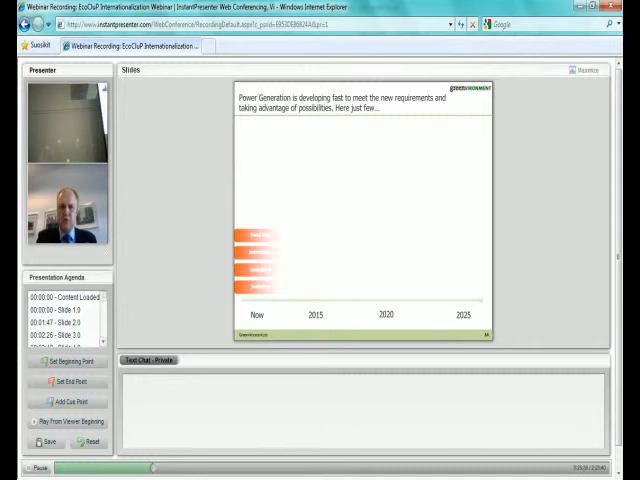 Webinar Recording: EcoCluP Internationalization Webinar | InstantPresenter Web Conferencing, Vi - Windows Internet Explorer
Google
Suosikit
Webinar Recording: EcoCluP Internationalization ...
Presenter
Slides
Maximize
greenVIRONMENT
Power Generation is developing fast to meet the new requirements and
taking advantage of possibilities. Here just few...
Now
2015
2020
2025
Presentation Agenda
00:00:00 - Content Loaded
00:00:00 - Slide 1.0
00:01:47 - Slide 2.0
00:02:26 - Slide 3.0
Set Beginning Point
Set End Point
Add Cue Point
Play From Viewer Beginning
Save
Reset
Text Chat - Private
Pause